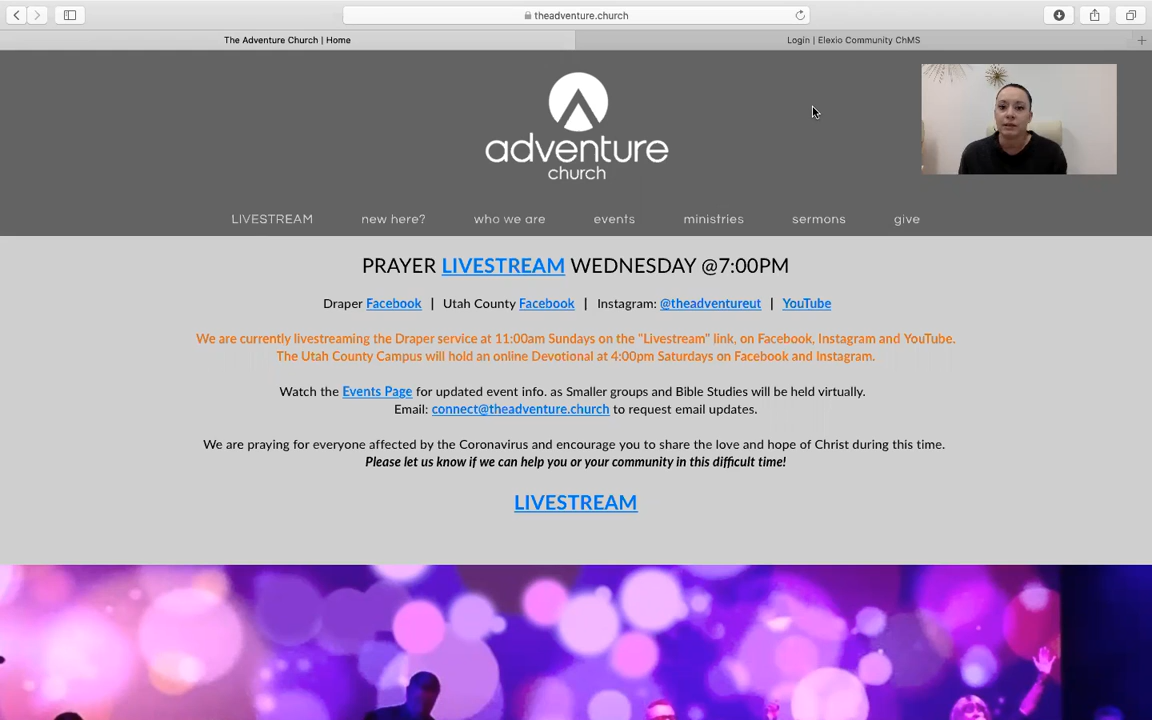 theadventure.church
The Adventure Church | Home
Login | Elexio Community ChMS
adventure
church
LIVESTREAM new here? who we are events ministries sermons give
PRAYER LIVESTREAM WEDNESDAY @7:00PM
Draper Facebook | Utah County Facebook | Instagram: @theadventureut | YouTube
We are currently livestreaming the Draper service at 11:00am Sundays on the "Livestream" link, on Facebook, Instagram and YouTube.
The Utah County Campus will hold an online Devotional at 4:00pm Saturdays on Facebook and Instagram.
Watch the Events Page for updated event info. as Smaller groups and Bible Studies will be held virtually.
Email: connect@theadventure.church to request email updates.
We are praying for everyone affected by the Coronavirus and encourage you to share the love and hope of Christ during this time.
Please let us know if we can help you or your community in this difficult time!
LIVESTREAM